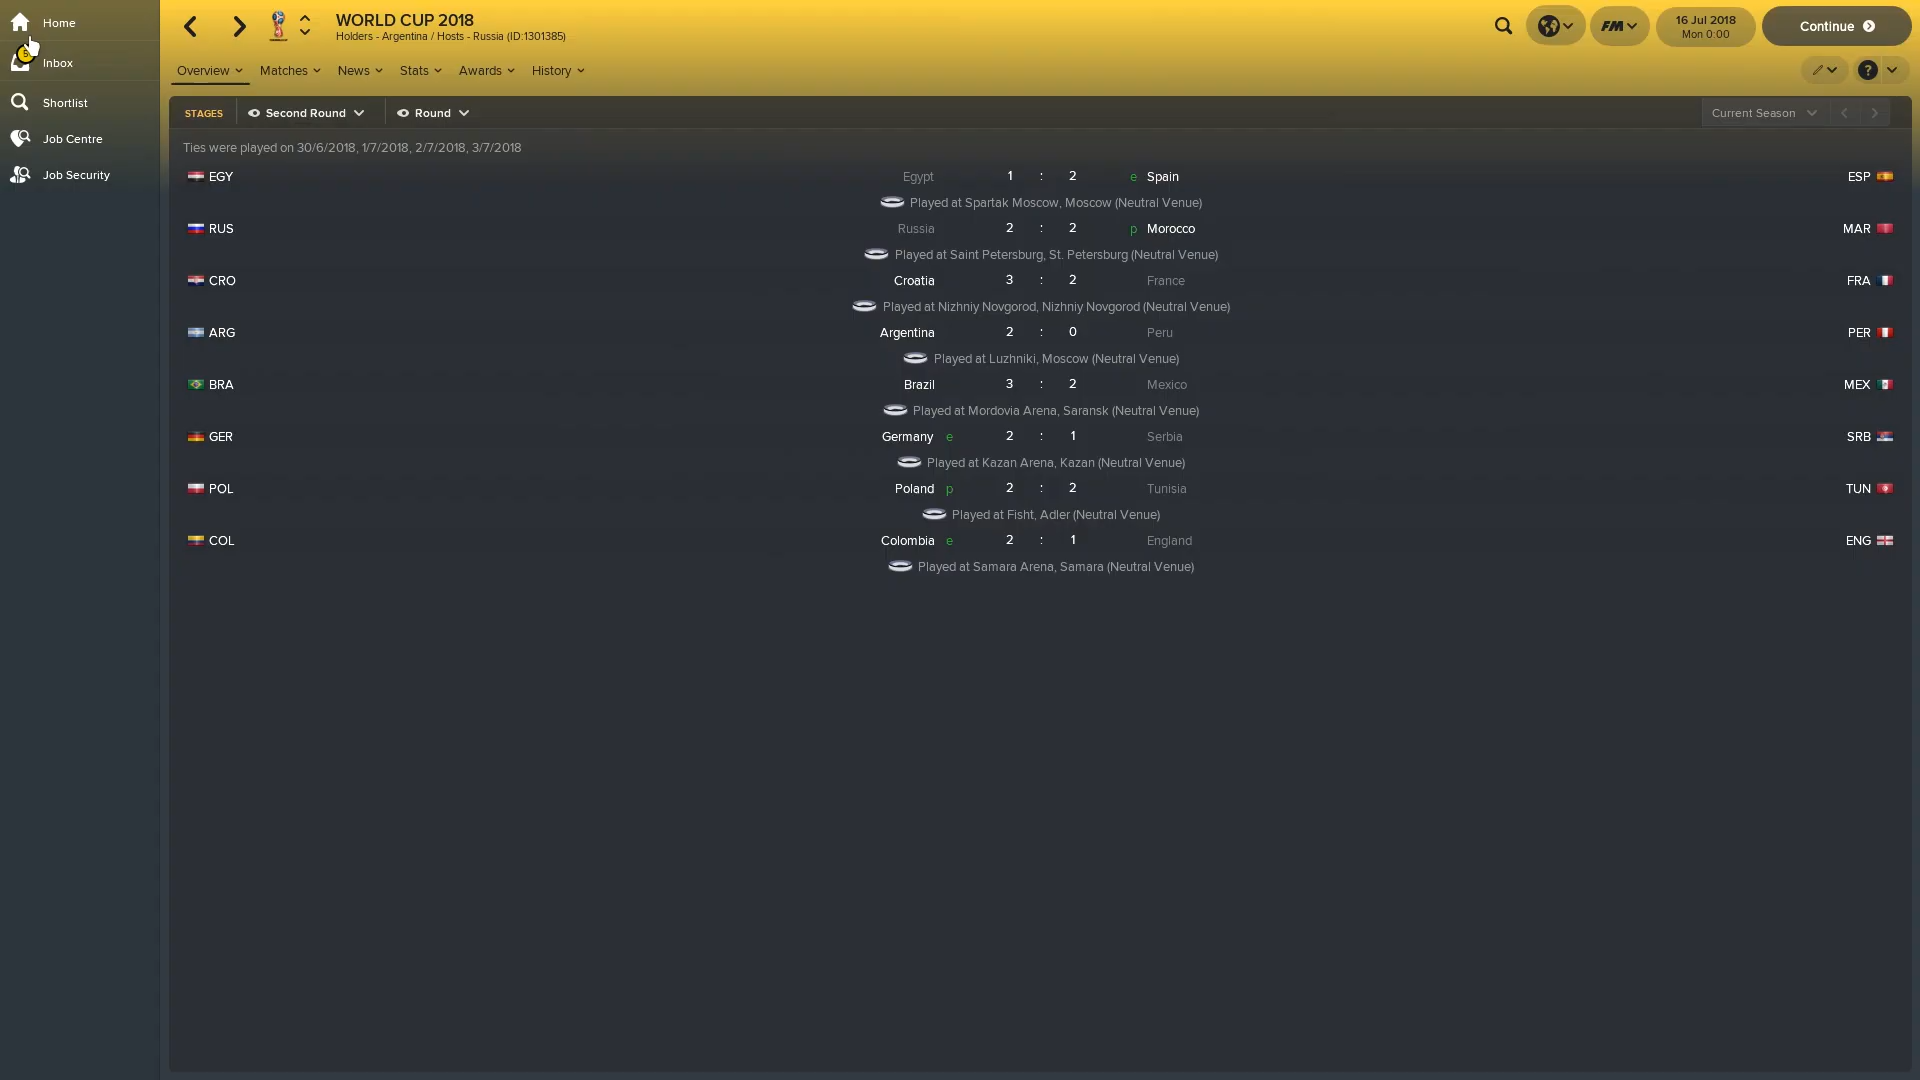 Home
Inbox
Shortlist
Job Centre
Job Security
WORLD CUP 2018
Holders - Argentina / Hosts - Russia (ID:1301385)
FM
16 Jul 2018
Mon 0:00
Continue
Overview
Matches
News
Stats
Awards
History
?
STAGES
Second Round
Round
Current Season
Ties were played on 30/6/2018, 1/7/2018, 2/7/2018, 3/7/2018
EGY Egypt 1 : 2 e Spain ESP
Played at Spartak Moscow, Moscow (Neutral Venue)
RUS Russia 2 : 2 p Morocco MAR
Played at Saint Petersburg, St. Petersburg (Neutral Venue)
CRO Croatia 3 : 2 France FRA
Played at Nizhniy Novgorod, Nizhniy Novgorod (Neutral Venue)
ARG Argentina 2 : 0 Peru PER
Played at Luzhniki, Moscow (Neutral Venue)
BRA Brazil 3 : 2 Mexico MEX
Played at Mordovia Arena, Saransk (Neutral Venue)
GER Germany e 2 : 1 Serbia SRB
Played at Kazan Arena, Kazan (Neutral Venue)
POL Poland p 2 : 2 Tunisia TUN
Played at Fisht, Adler (Neutral Venue)
COL Colombia e 2 : 1 England ENG
Played at Samara Arena, Samara (Neutral Venue)